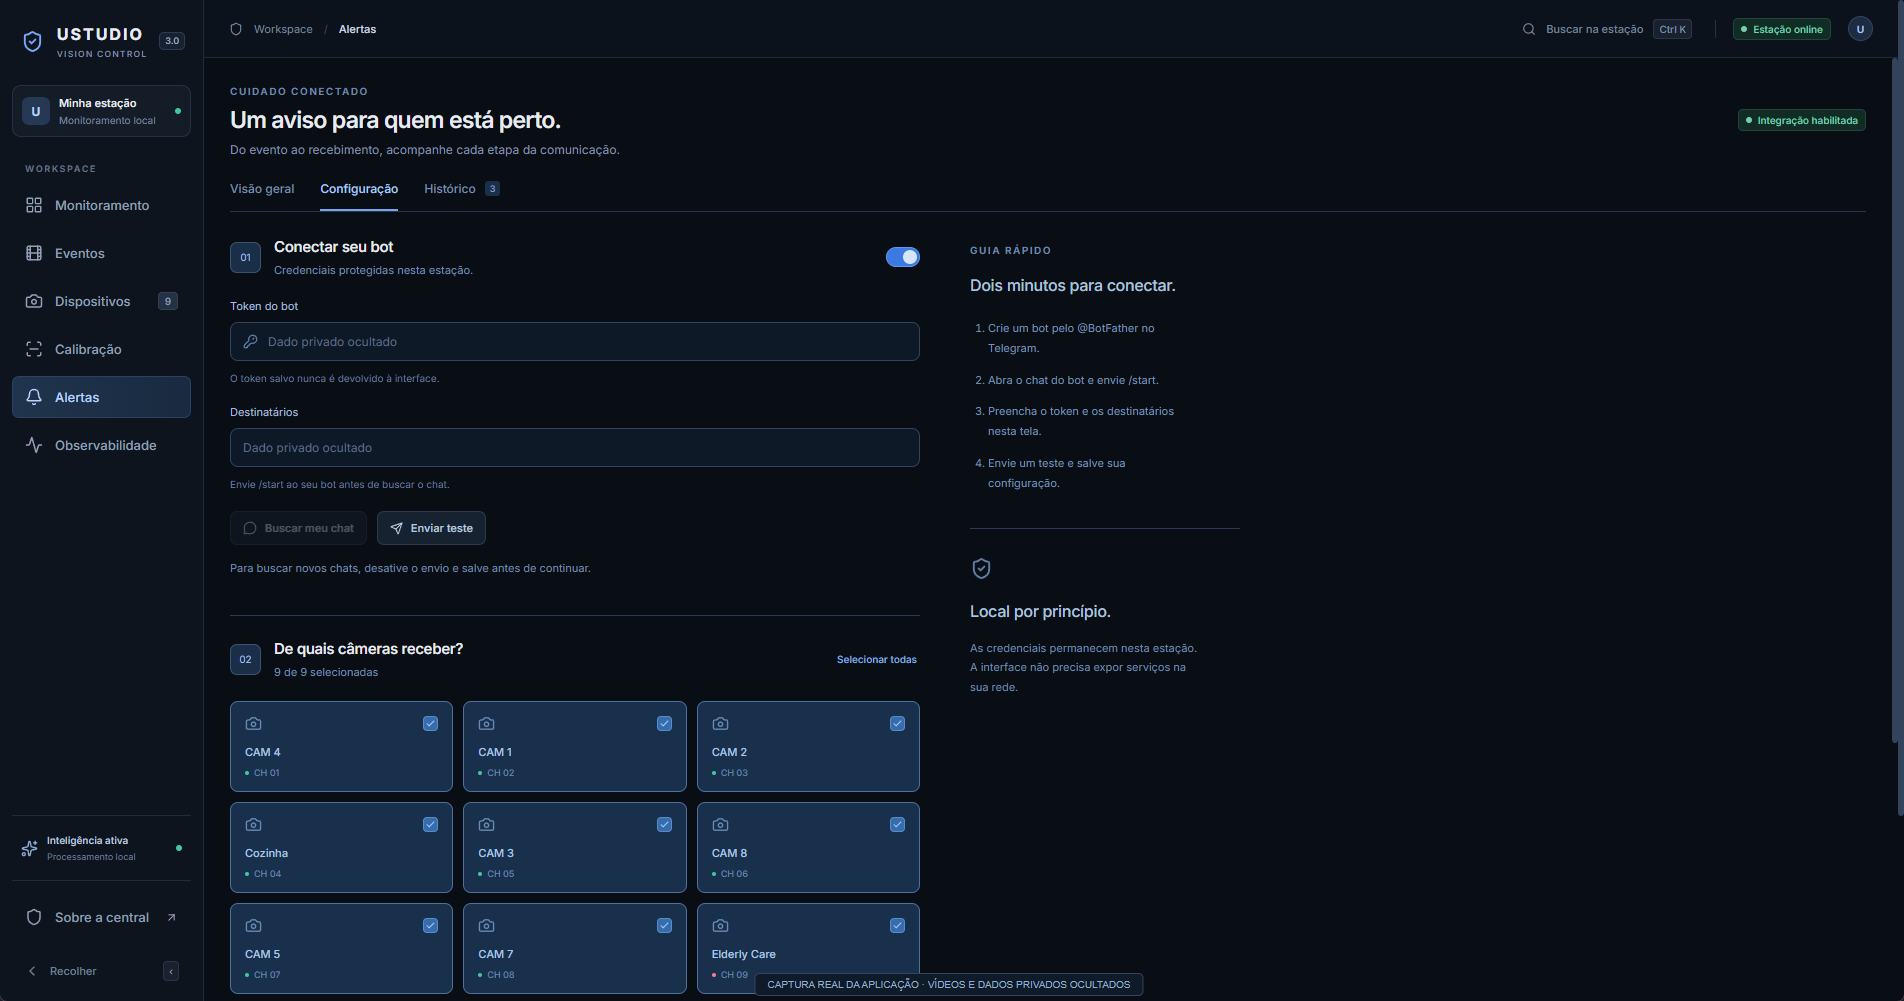 USTUDIO
VISION CONTROL
3.0
U
Minha estação
Monitoramento local
WORKSPACE
Monitoramento
Eventos
Dispositivos
9
Calibração
Alertas
Observabilidade
Inteligência ativa
Processamento local
Sobre a central
Recolher
Workspace / Alertas
Buscar na estação
Ctrl K
Estação online
U
CUIDADO CONECTADO
Um aviso para quem está perto.
Do evento ao recebimento, acompanhe cada etapa da comunicação.
Integração habilitada
Visão geral
Configuração
Histórico
3
01
Conectar seu bot
Credenciais protegidas nesta estação.
Token do bot
Dado privado ocultado
O token salvo nunca é devolvido à interface.
Destinatários
Dado privado ocultado
Envie /start ao seu bot antes de buscar o chat.
Buscar meu chat
Enviar teste
Para buscar novos chats, desative o envio e salve antes de continuar.
02
De quais câmeras receber?
9 de 9 selecionadas
Selecionar todas
CAM 4
CH 01
CAM 1
CH 02
CAM 2
CH 03
Cozinha
CH 04
CAM 3
CH 05
CAM 8
CH 06
CAM 5
CH 07
CAM 7
CH 08
Elderly Care
CH 09
GUIA RÁPIDO
Dois minutos para conectar.
1. Crie um bot pelo @BotFather no
Telegram.
2. Abra o chat do bot e envie /start.
3. Preencha o token e os destinatários
nesta tela.
4. Envie um teste e salve sua
configuração.
Local por princípio.
As credenciais permanecem nesta estação.
A interface não precisa expor serviços na
sua rede.
CAPTURA REAL DA APLICAÇÃO · VÍDEOS E DADOS PRIVADOS OCULTADOS